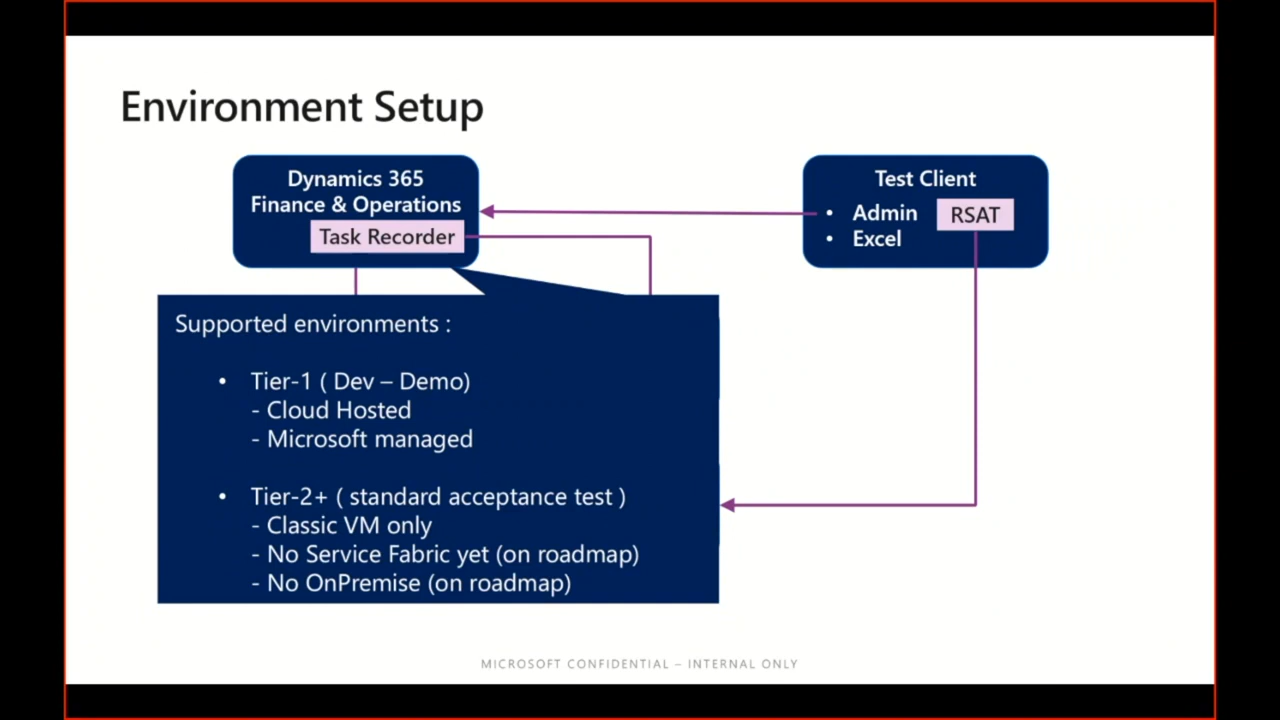 Environment Setup
Dynamics 365
Finance & Operations
Task Recorder
Test Client
• Admin
• Excel
RSAT
Supported environments :
• Tier-1 ( Dev – Demo)
- Cloud Hosted
- Microsoft managed
• Tier-2+ ( standard acceptance test )
- Classic VM only
- No Service Fabric yet (on roadmap)
- No OnPremise (on roadmap)
MICROSOFT CONFIDENTIAL – INTERNAL ONLY